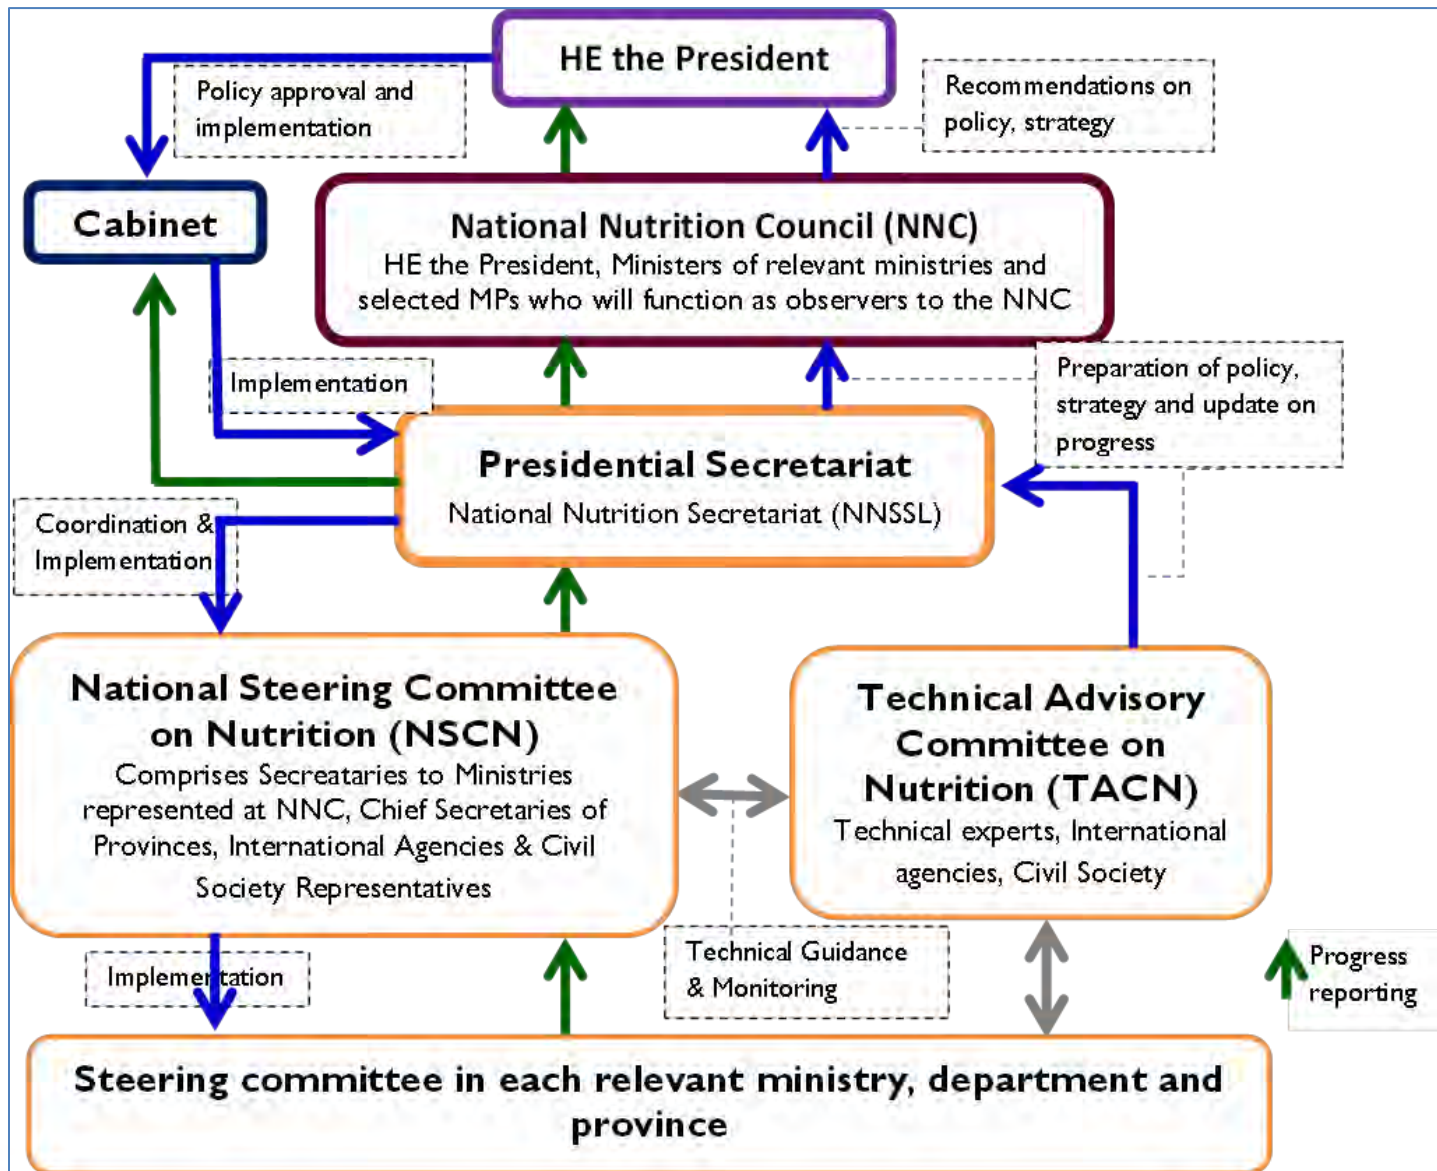 HE the President
Policy approval and
implementation
Recommendations on
policy, strategy
Cabinet
National Nutrition Council (NNC)
HE the President, Ministers of relevant ministries and
selected MPs who will function as observers to the NNC
Implementation
Preparation of policy,
strategy and update on
progress
Presidential Secretariat
National Nutrition Secretariat (NNSSL)
Coordination &
Implementation
National Steering Committee
on Nutrition (NSCN)
Comprises Secreataries to Ministries
represented at NNC, Chief Secretaries of
Provinces, International Agencies & Civil
Society Representatives
Technical Advisory
Committee on
Nutrition (TACN)
Technical experts, International
agencies, Civil Society
Implementation
Technical Guidance
& Monitoring
Progress
reporting
Steering committee in each relevant ministry, department and
province